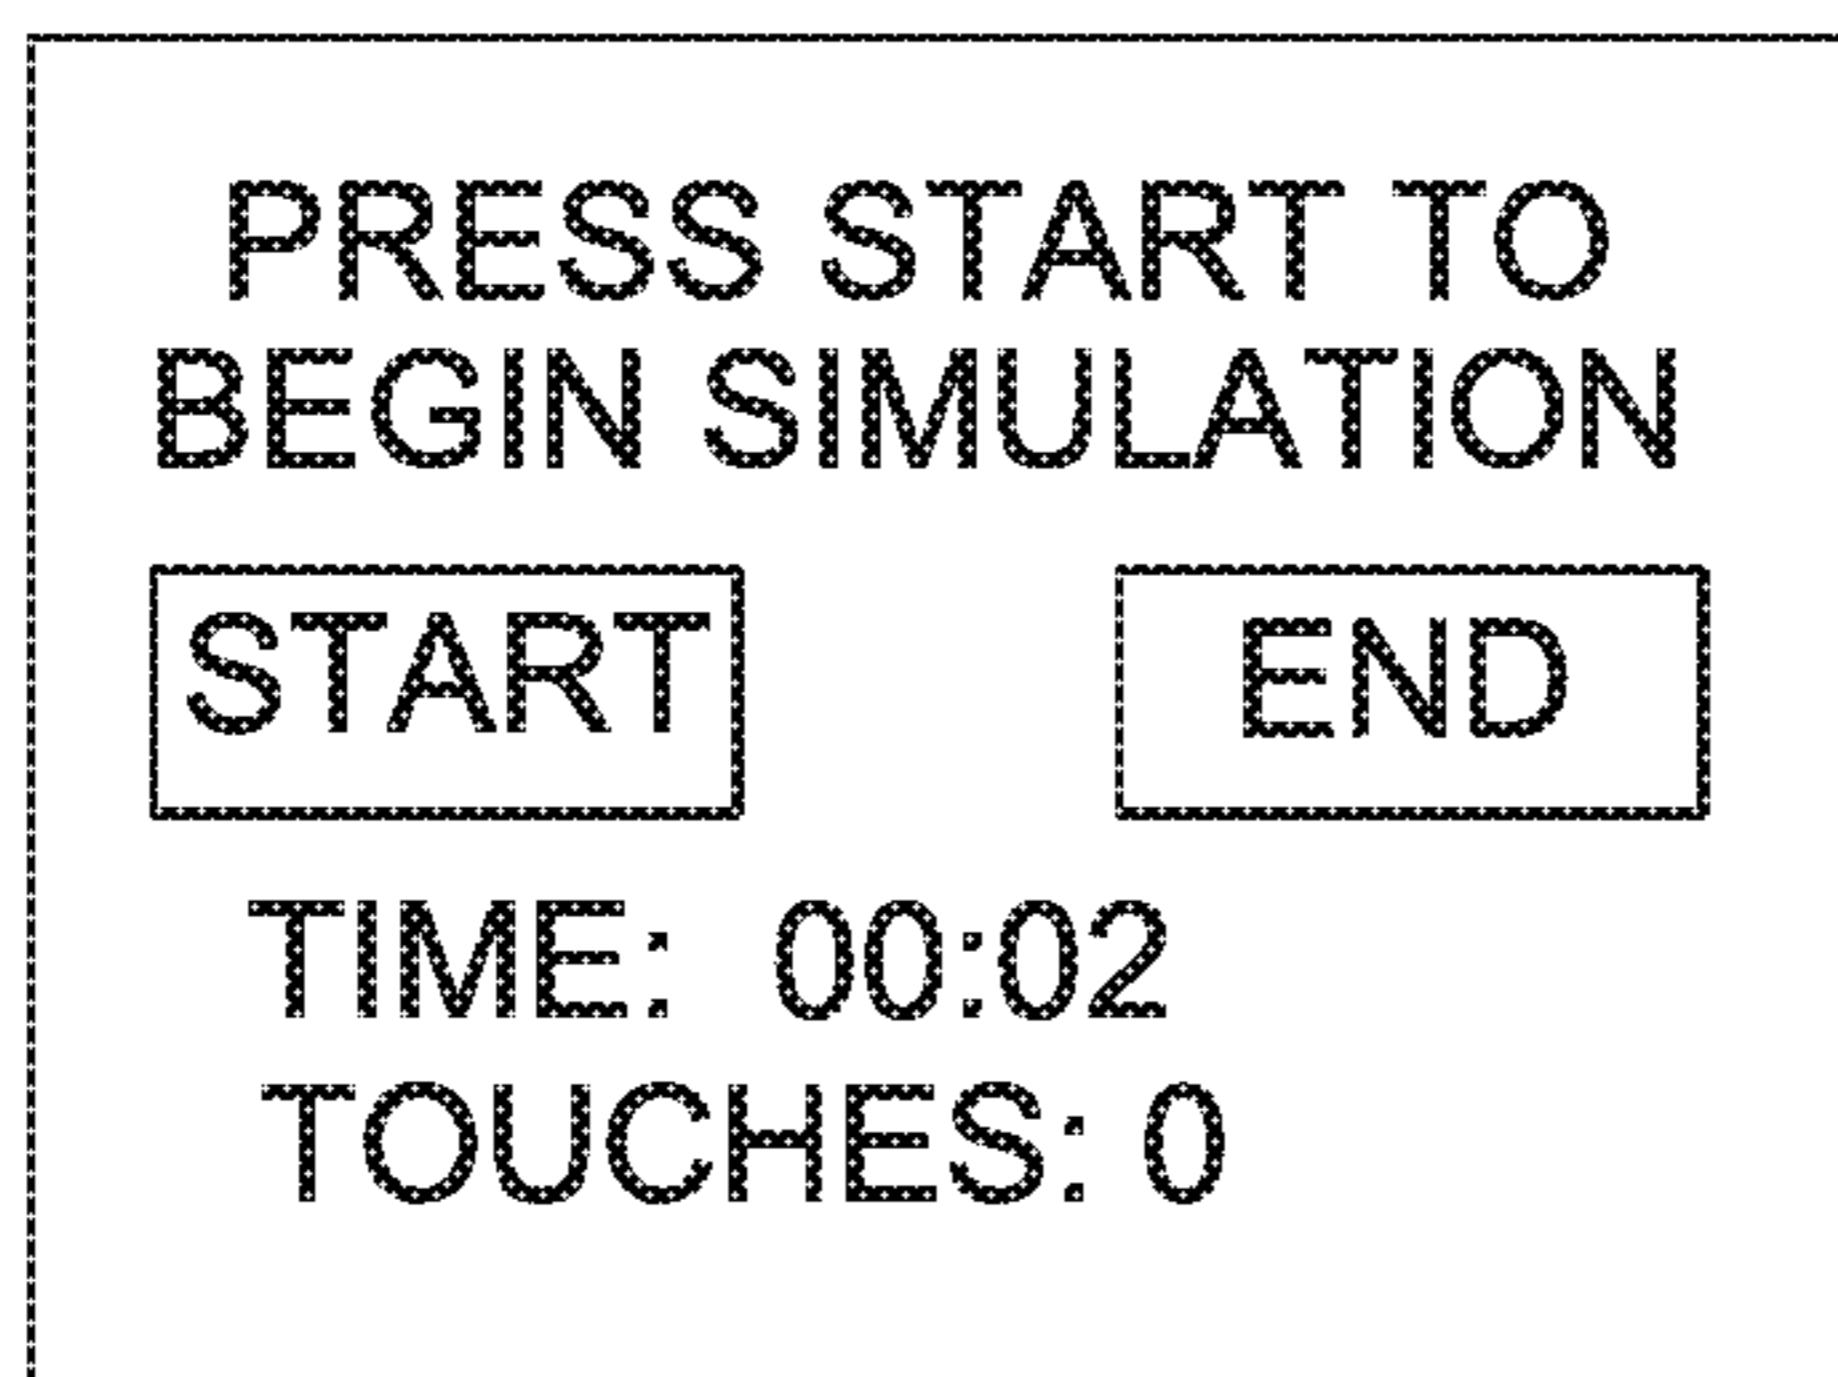 PRESS START TO
BEGIN SIMULATION
START END
TIME: 00:02
TOUCHES: 0